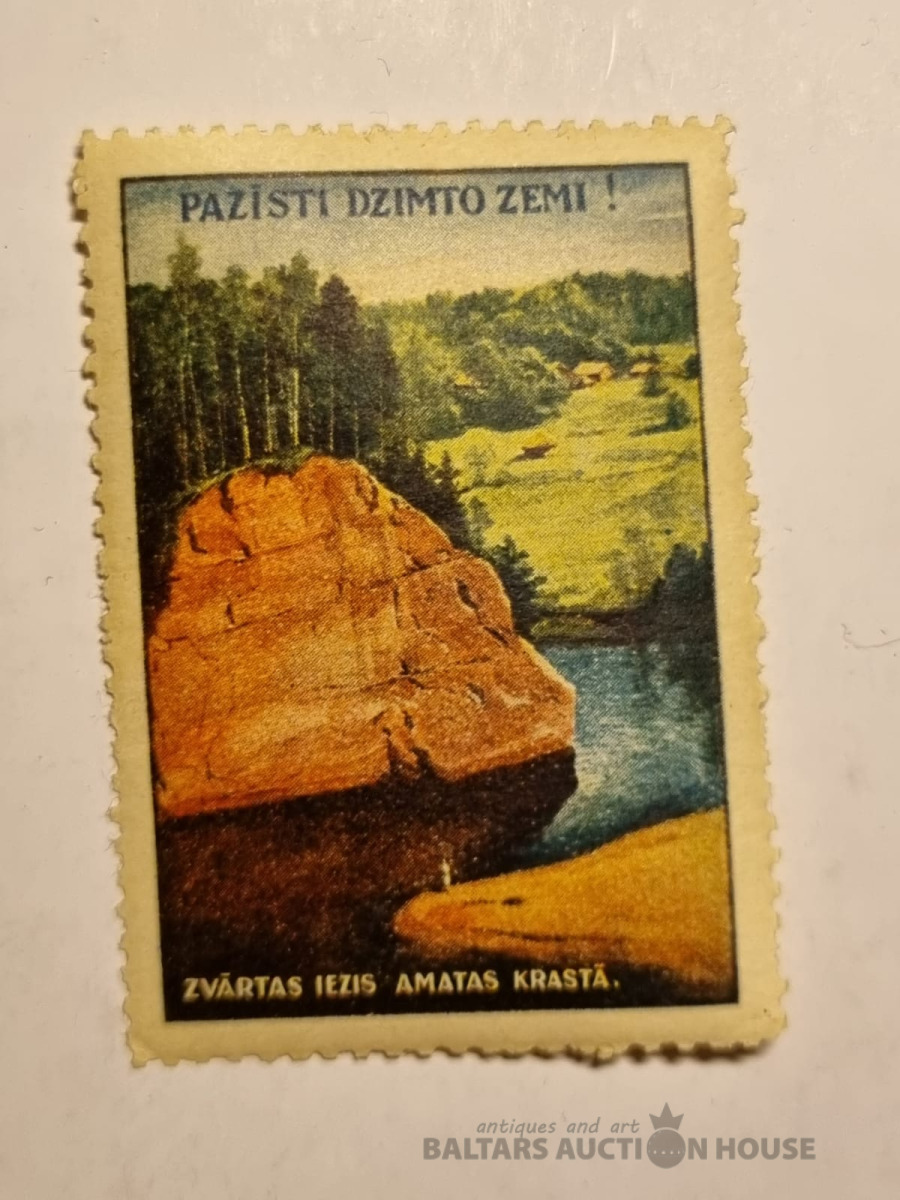 PAZĪSTI DZIMTO ZEMI !
ZVĀRTAS IEZIS AMATAS KRASTĀ.
antiques and art
BALTARS AUCTION HOUSE